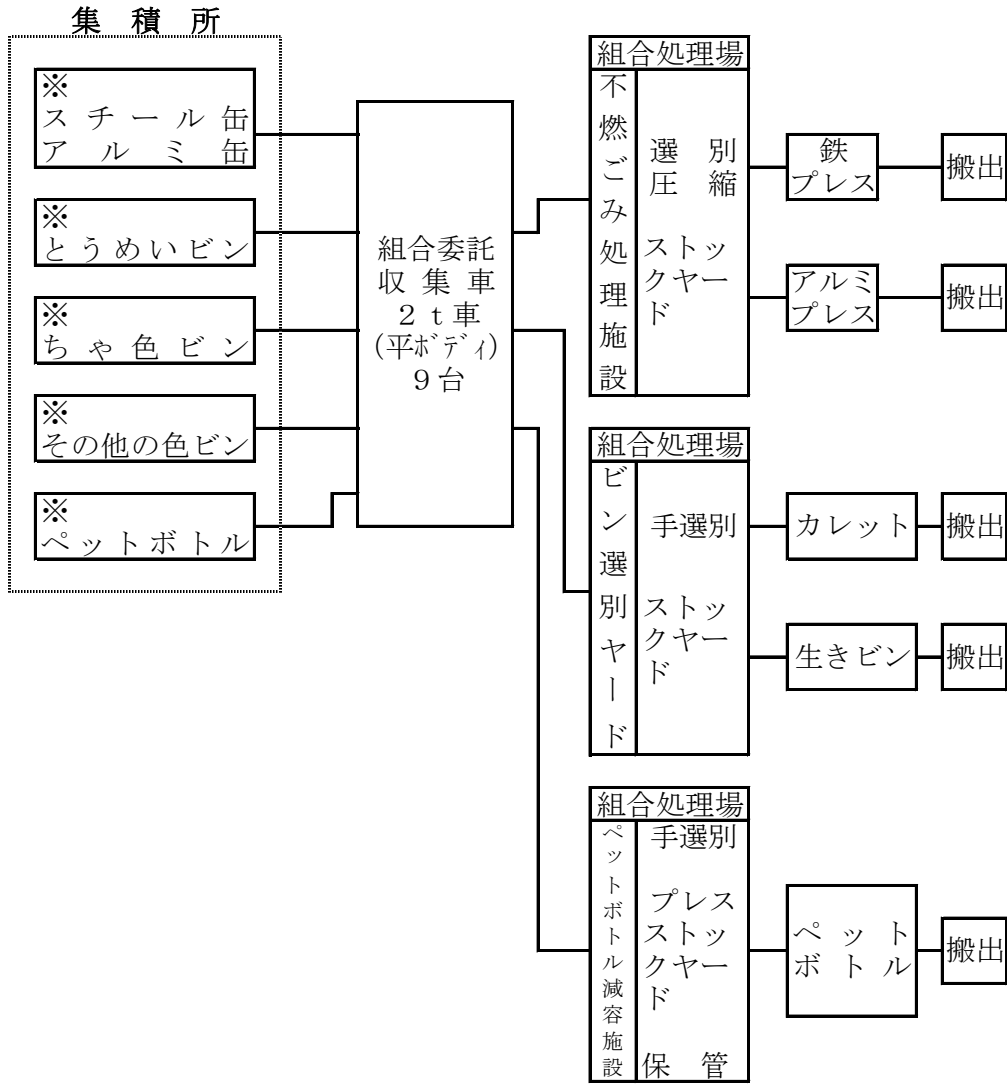 集積所
※
スチール缶
アルミ缶
※
とうめいビン
※
ちゃ色ビン
※
その他の色ビン
※
ペットボトル
組合委託
収集車
２ｔ車
(平ﾎﾞﾃﾞｨ)
９台
組合処理場
不燃ごみ処理施設
選別
圧縮
ストッ
クヤー
ド
鉄
プレス
搬出
アルミ
プレス
搬出
組合処理場
ビン選別ヤード
手選別
ストッ
クヤー
ド
カレット
搬出
生きビン
搬出
組合処理場
ペットボトル減容施設
手選別
プレス
ストッ
クヤー
ド
保管
ペット
ボトル
搬出